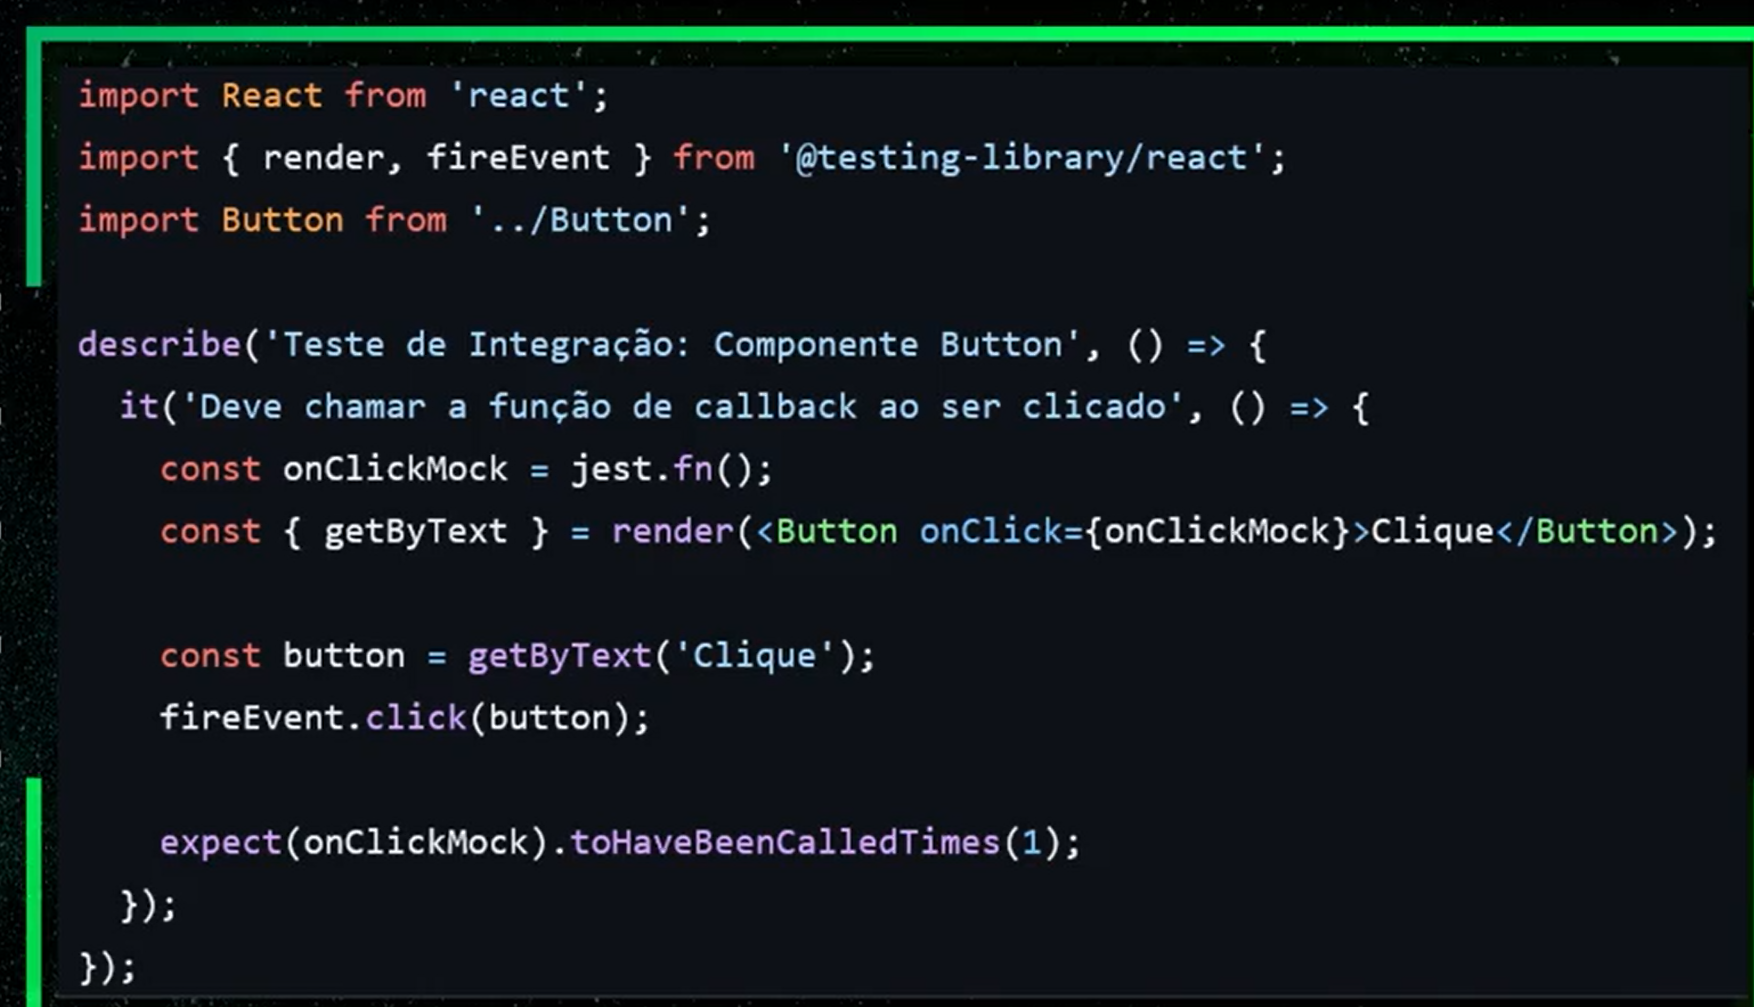 import React from 'react';
import { render, fireEvent } from '@testing-library/react';
import Button from '../Button';
describe('Teste de Integração: Componente Button', () => {
it('Deve chamar a função de callback ao ser clicado', () => {
const onClickMock = jest.fn();
const { getByText } = render(<Button onClick={onClickMock}>Clique</Button>);
const button = getByText('Clique');
fireEvent.click(button);
expect(onClickMock).toHaveBeenCalledTimes(1);
});
});